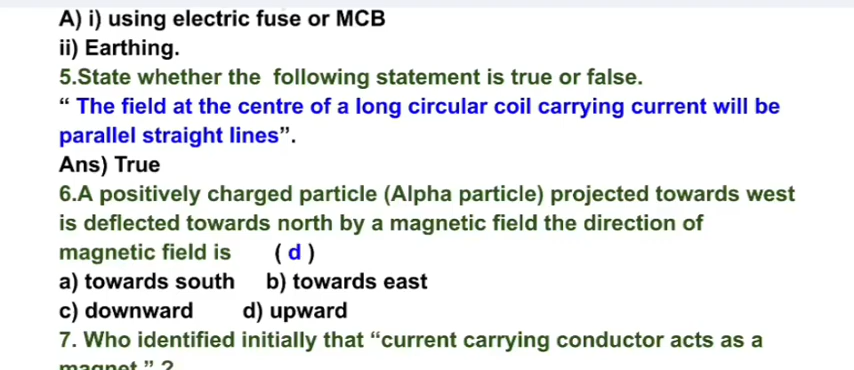 A) i) using electric fuse or MCB
ii) Earthing.
5.State whether the following statement is true or false.
“ The field at the centre of a long circular coil carrying current will be
parallel straight lines”.
Ans) True
6.A positively charged particle (Alpha particle) projected towards west
is deflected towards north by a magnetic field the direction of
magnetic field is ( d )
a) towards south b) towards east
c) downward d) upward
7. Who identified initially that “current carrying conductor acts as a
magnet ” ?